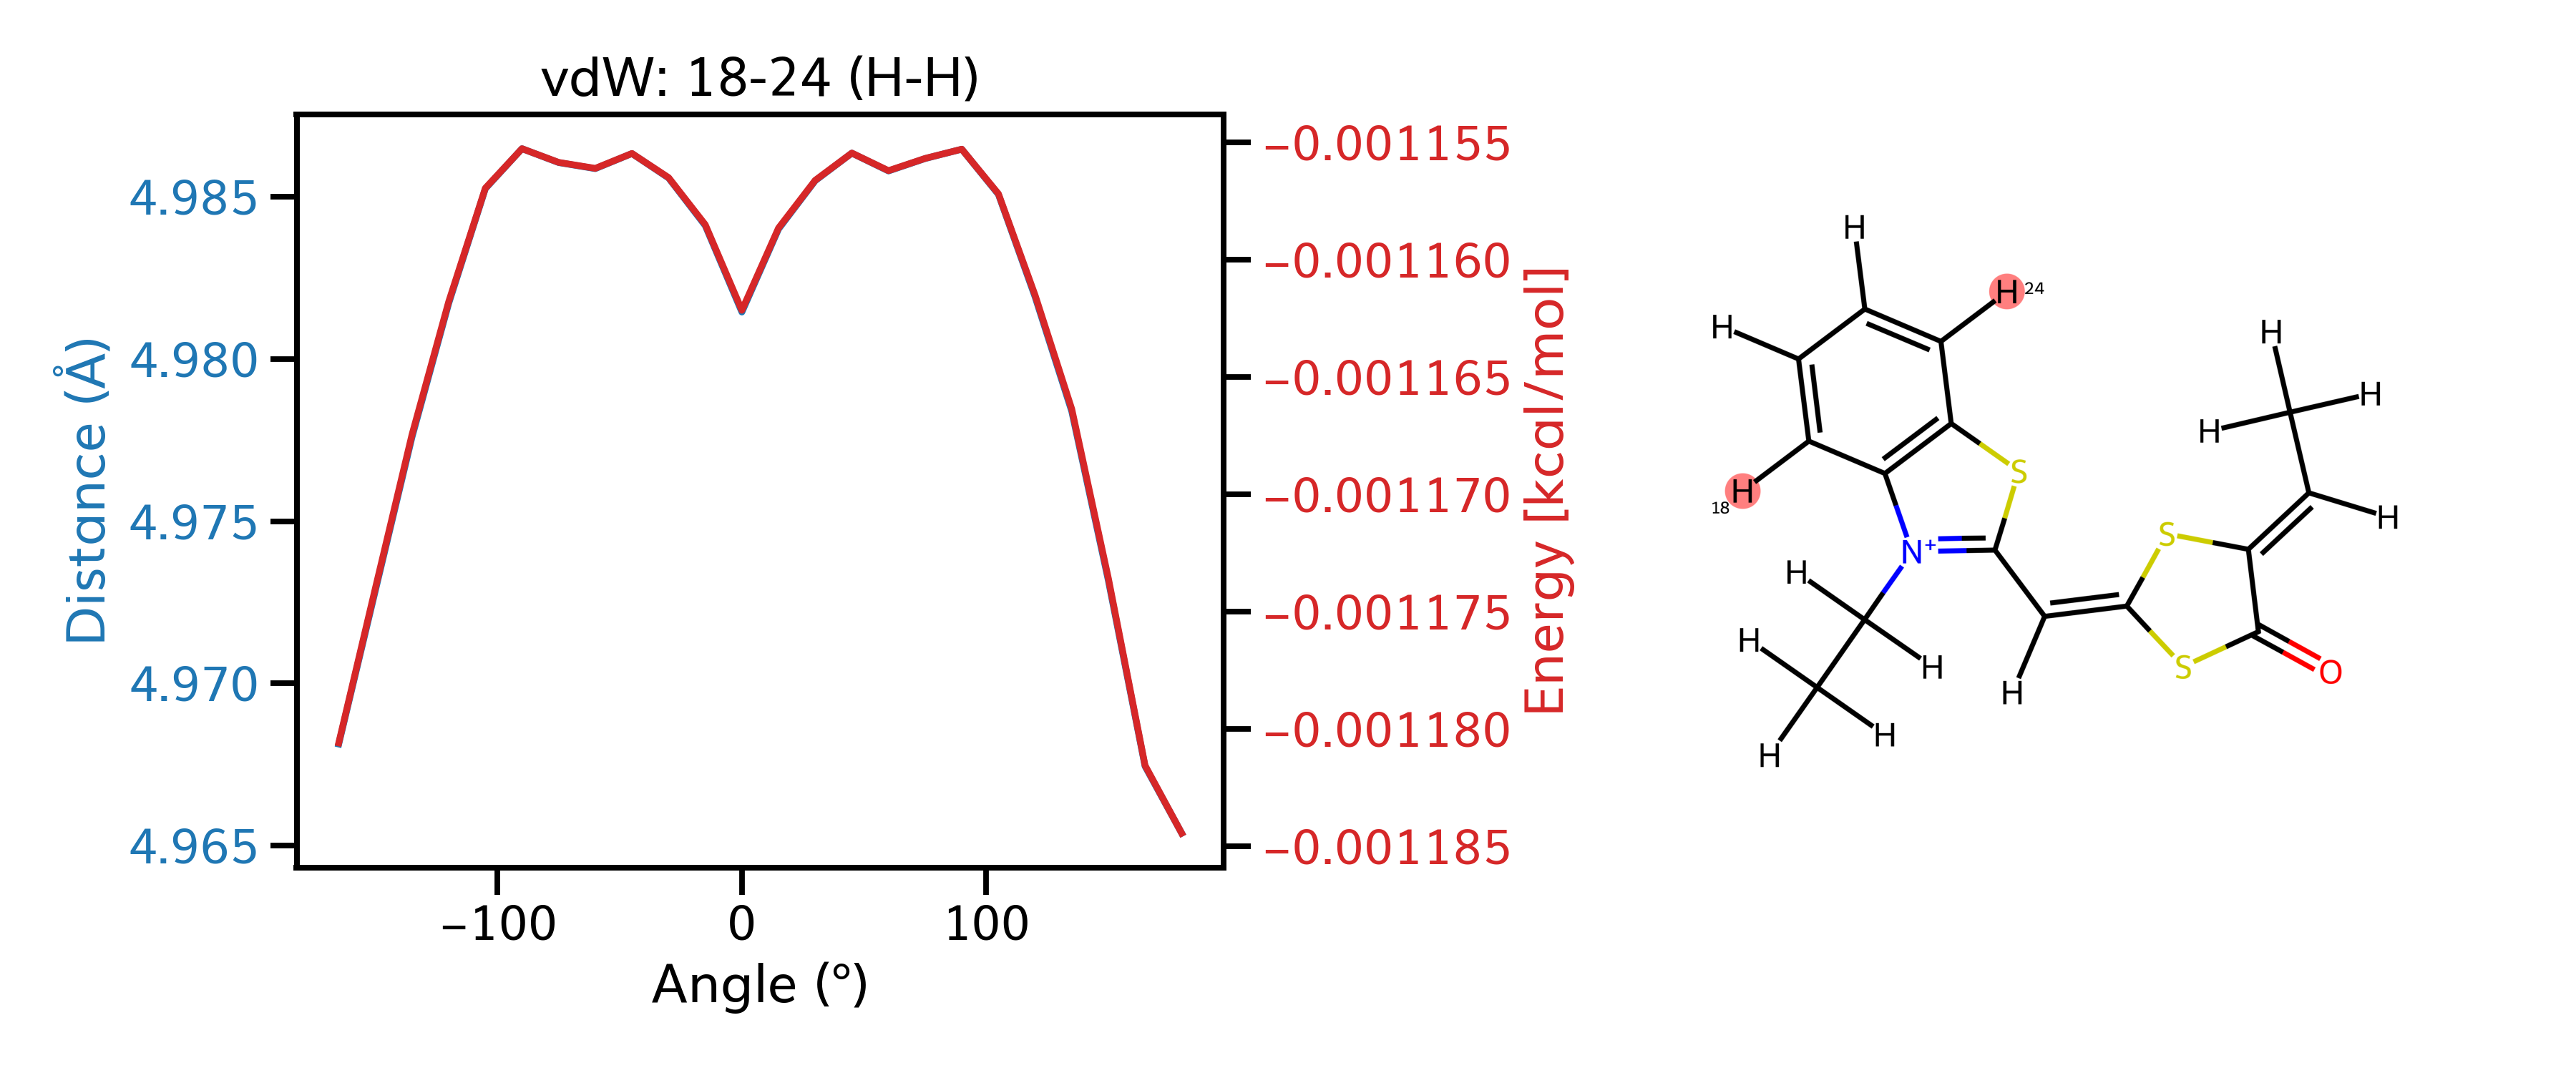 vdW: 18-24 (H-H)
Distance (Å)
4.985
4.980
4.975
4.970
4.965
−0.001155
−0.001160
−0.001165
−0.001170
−0.001175
−0.001180
−0.001185
Energy [kcal/mol]
−100 0 100
Angle (°)
H
H 24
H
H
H
H
H
18
S
H
S
N+
H
H
H
H
S
O
H
H
H